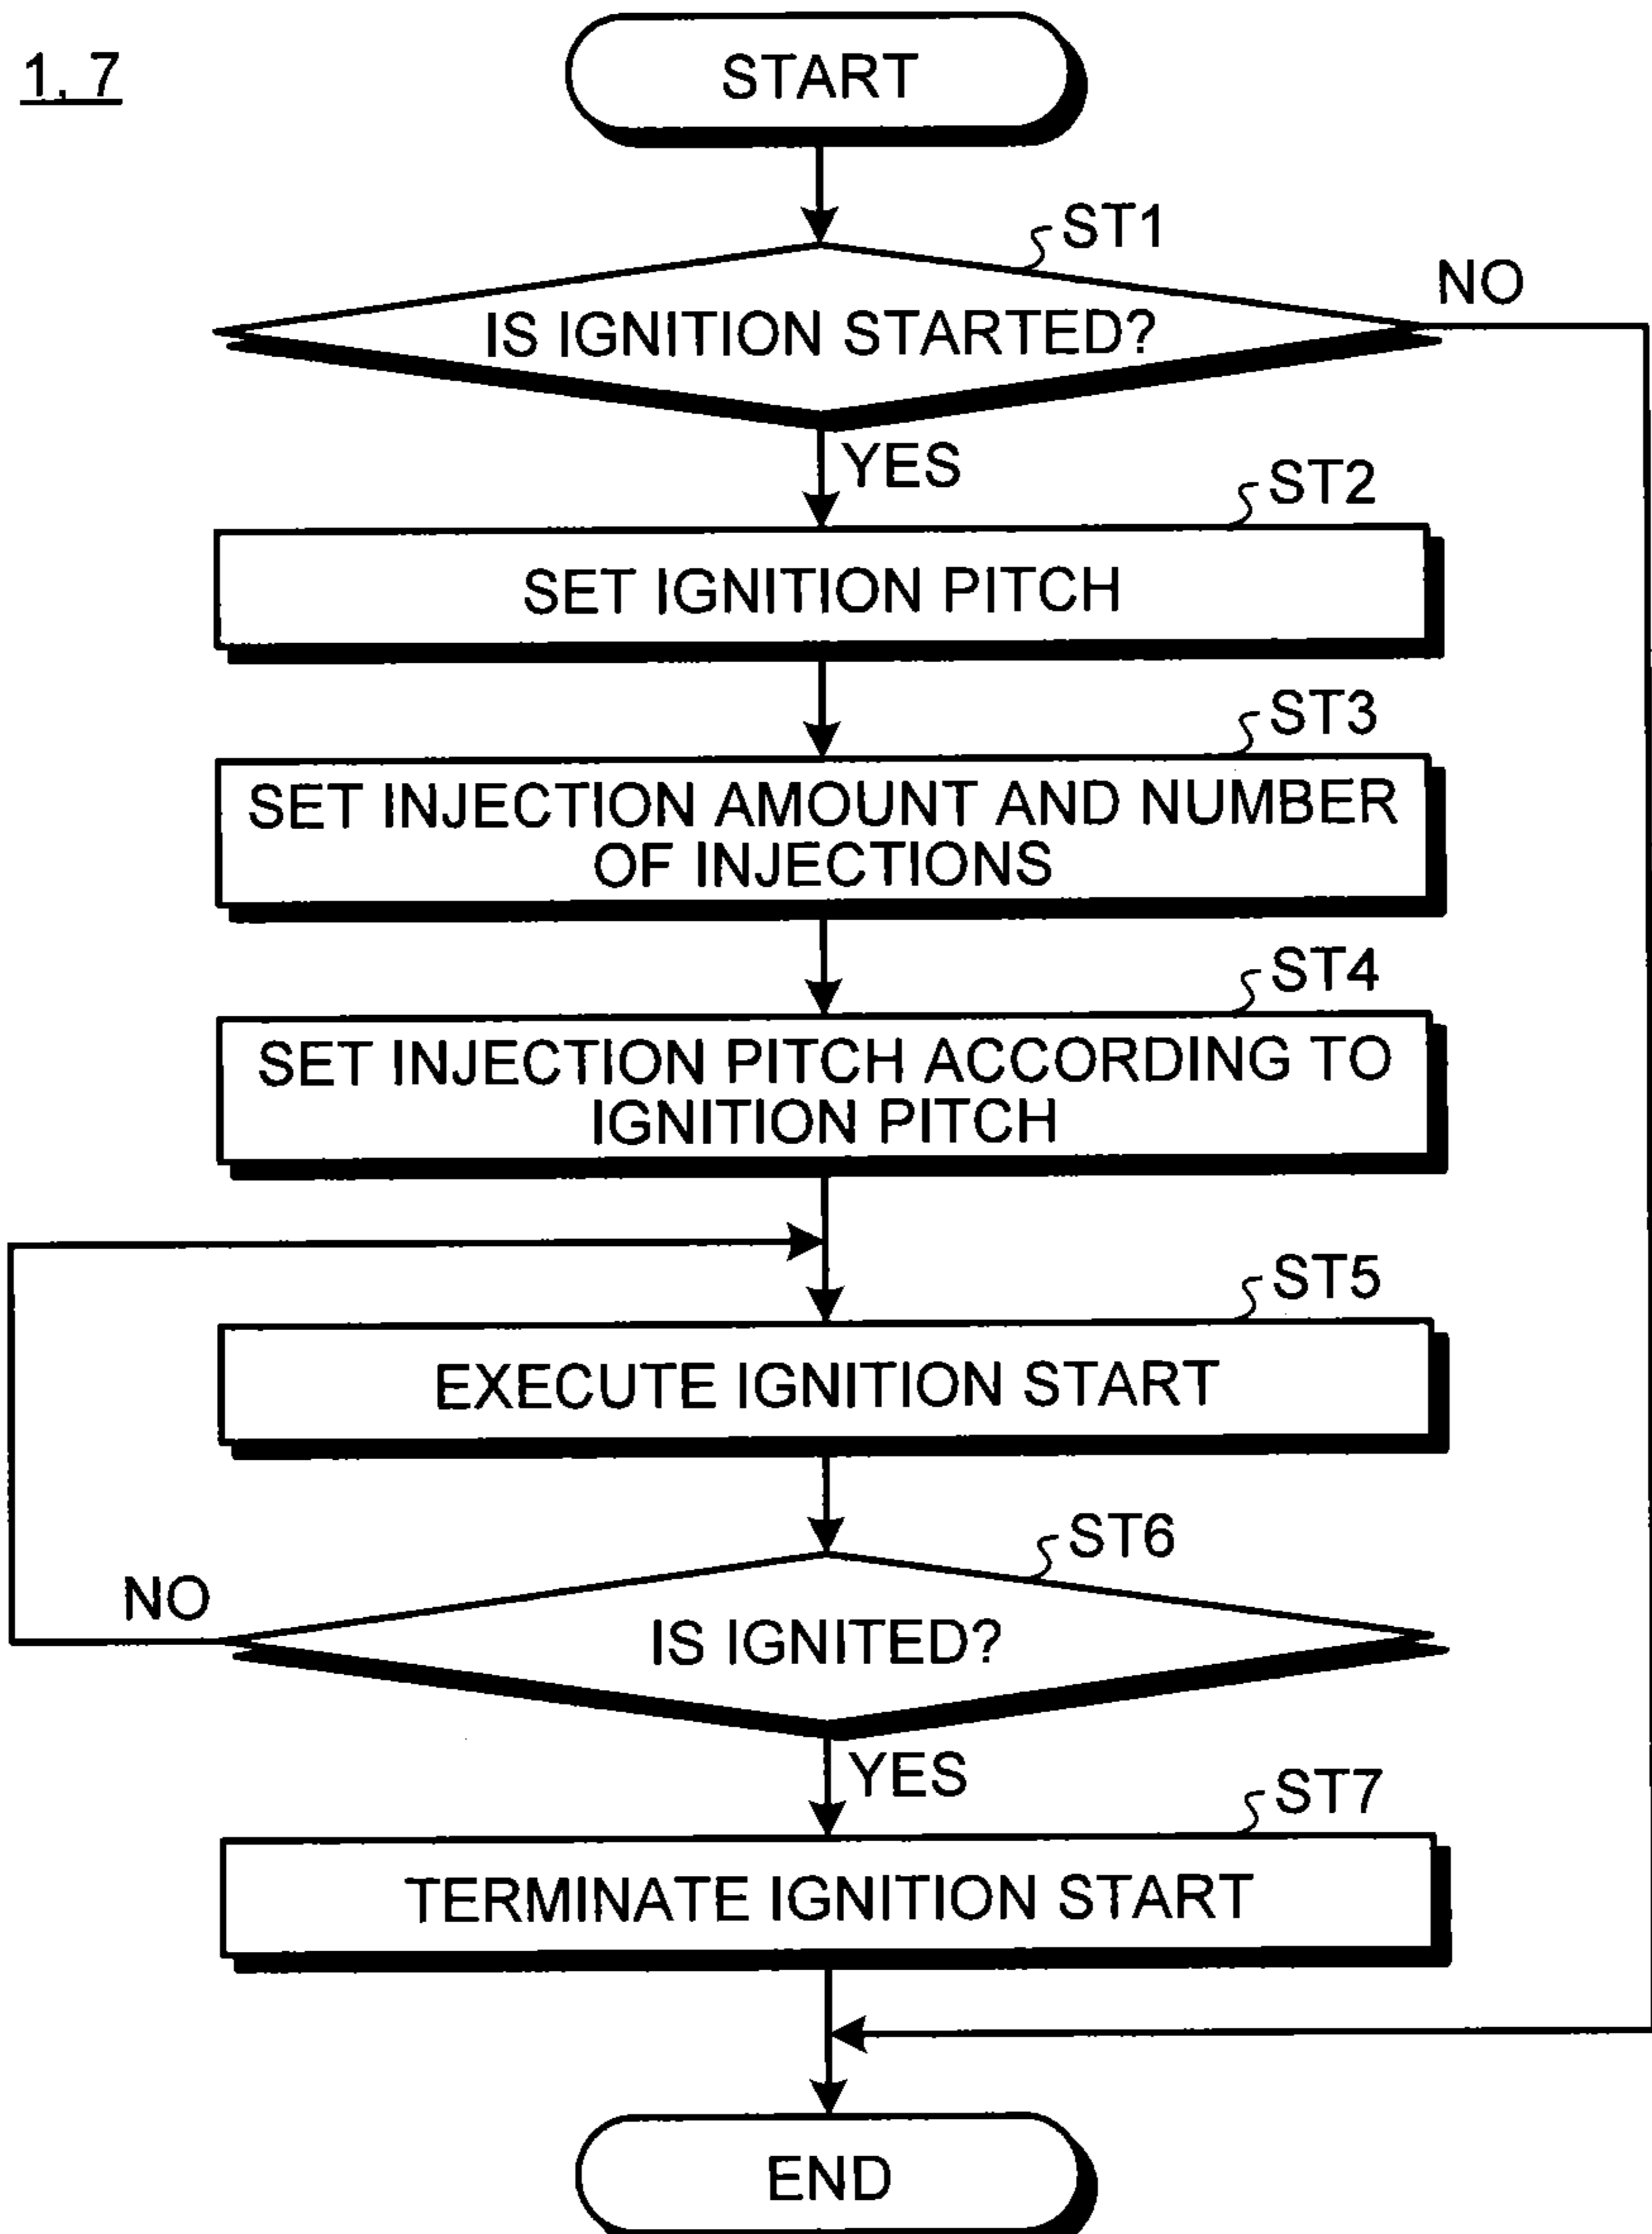 1, 7
START
ST1
NO
IS IGNITION STARTED?
YES
ST2
SET IGNITION PITCH
ST3
SET INJECTION AMOUNT AND NUMBER
OF INJECTIONS
ST4
SET INJECTION PITCH ACCORDING TO
IGNITION PITCH
ST5
EXECUTE IGNITION START
ST6
NO
IS IGNITED?
YES
ST7
TERMINATE IGNITION START
END